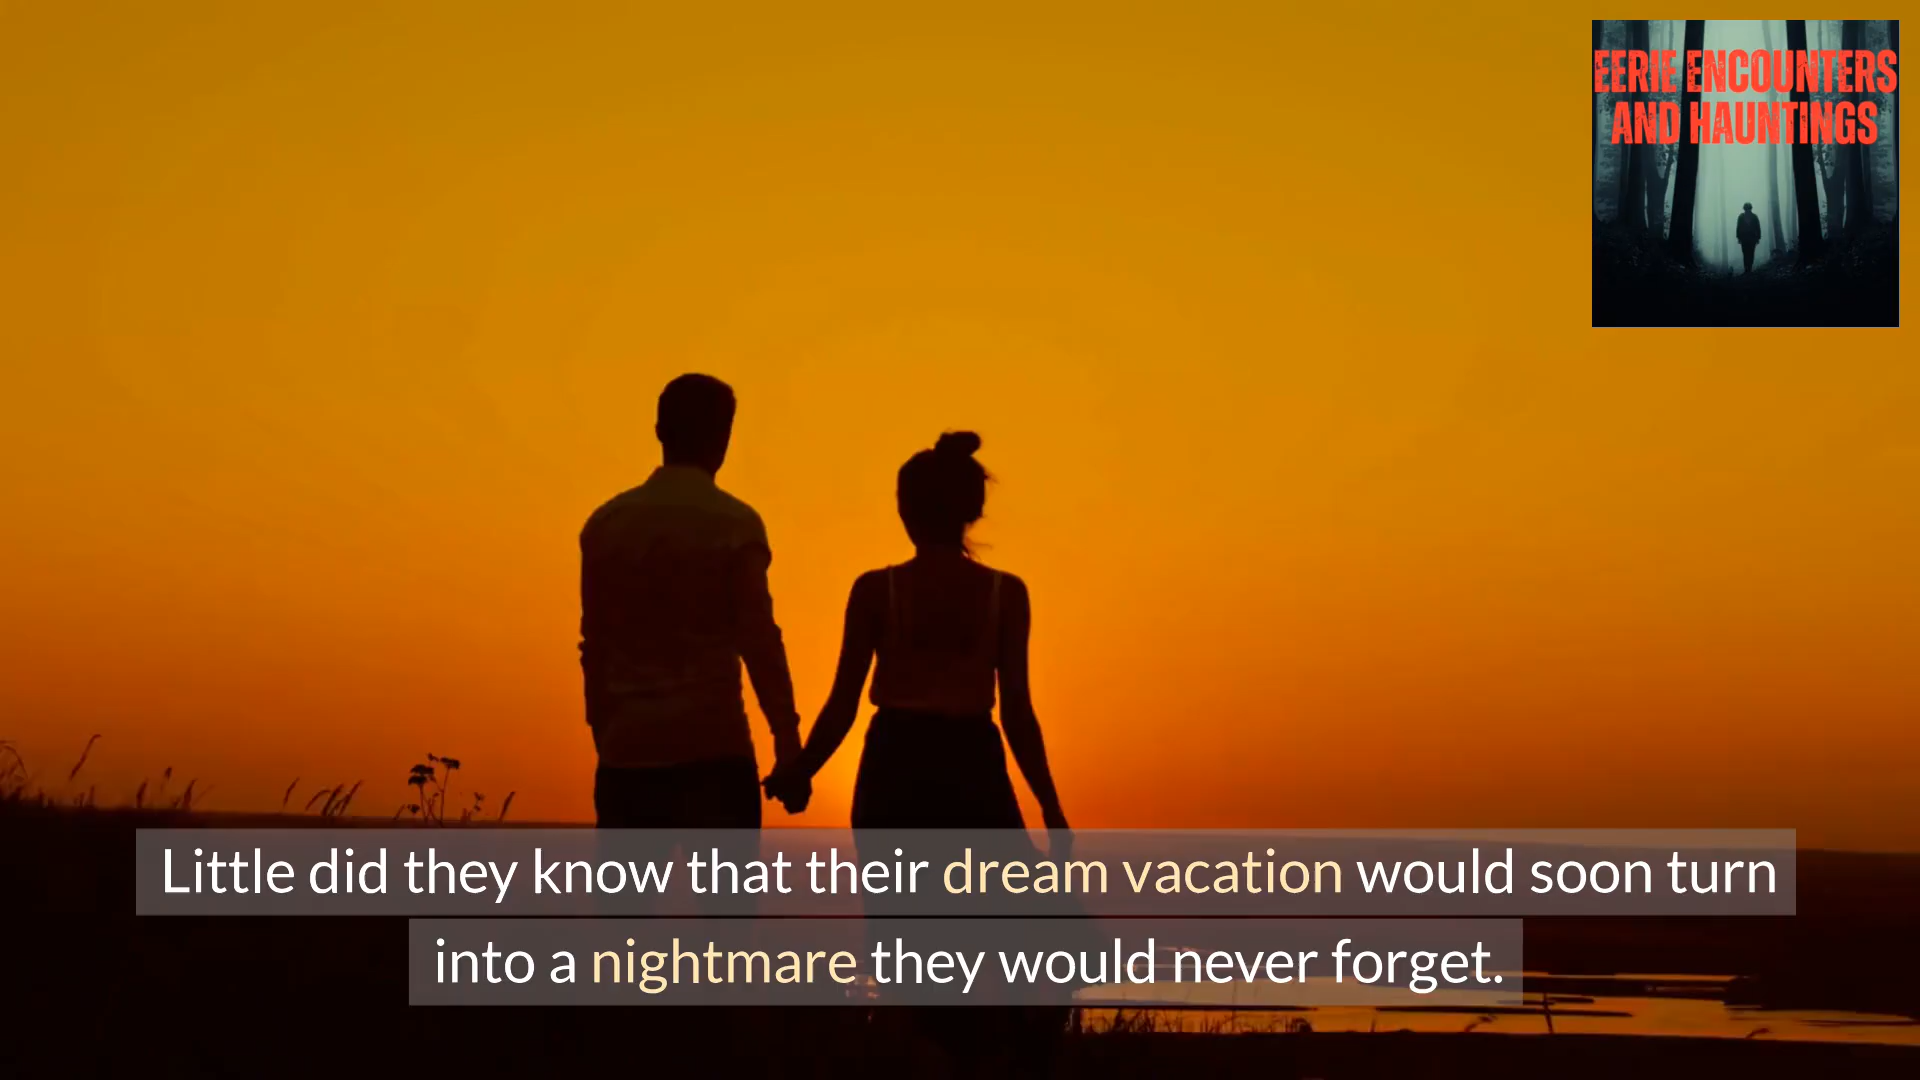 EERIE ENCOUNTERS
AND HAUNTINGS
Little did they know that their dream vacation would soon turn
into a nightmare they would never forget.